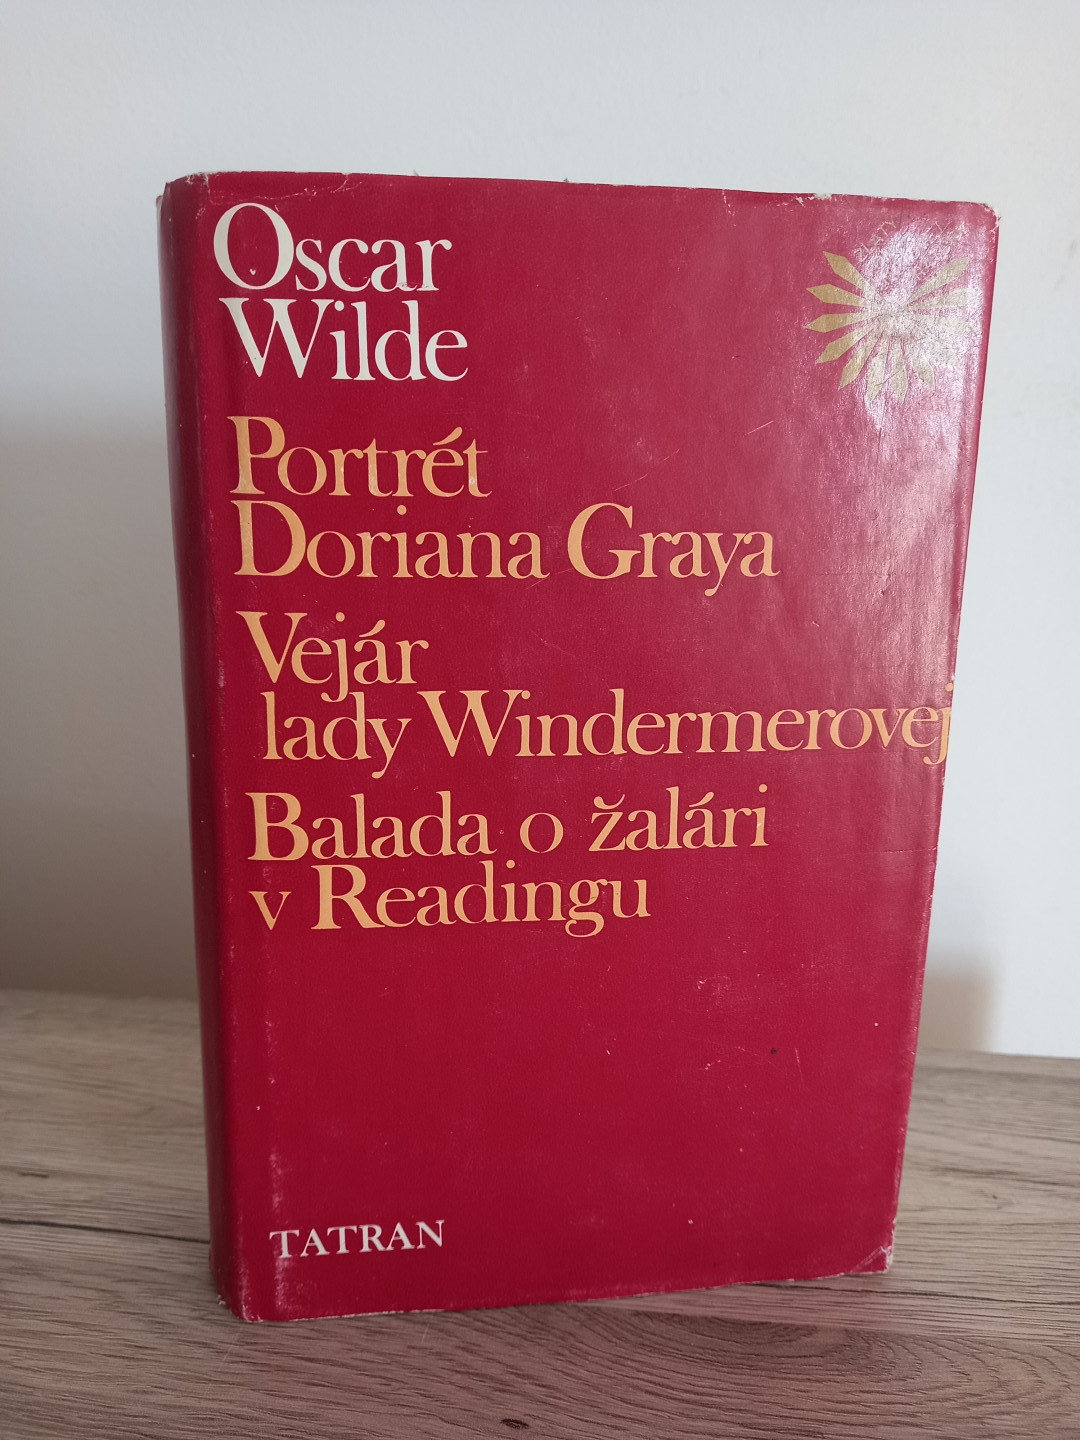 Oscar
Wilde
Portrét
Doriana Graya
Vejár
lady Windermerovej
Balada o žalári
v Readingu
TATRAN